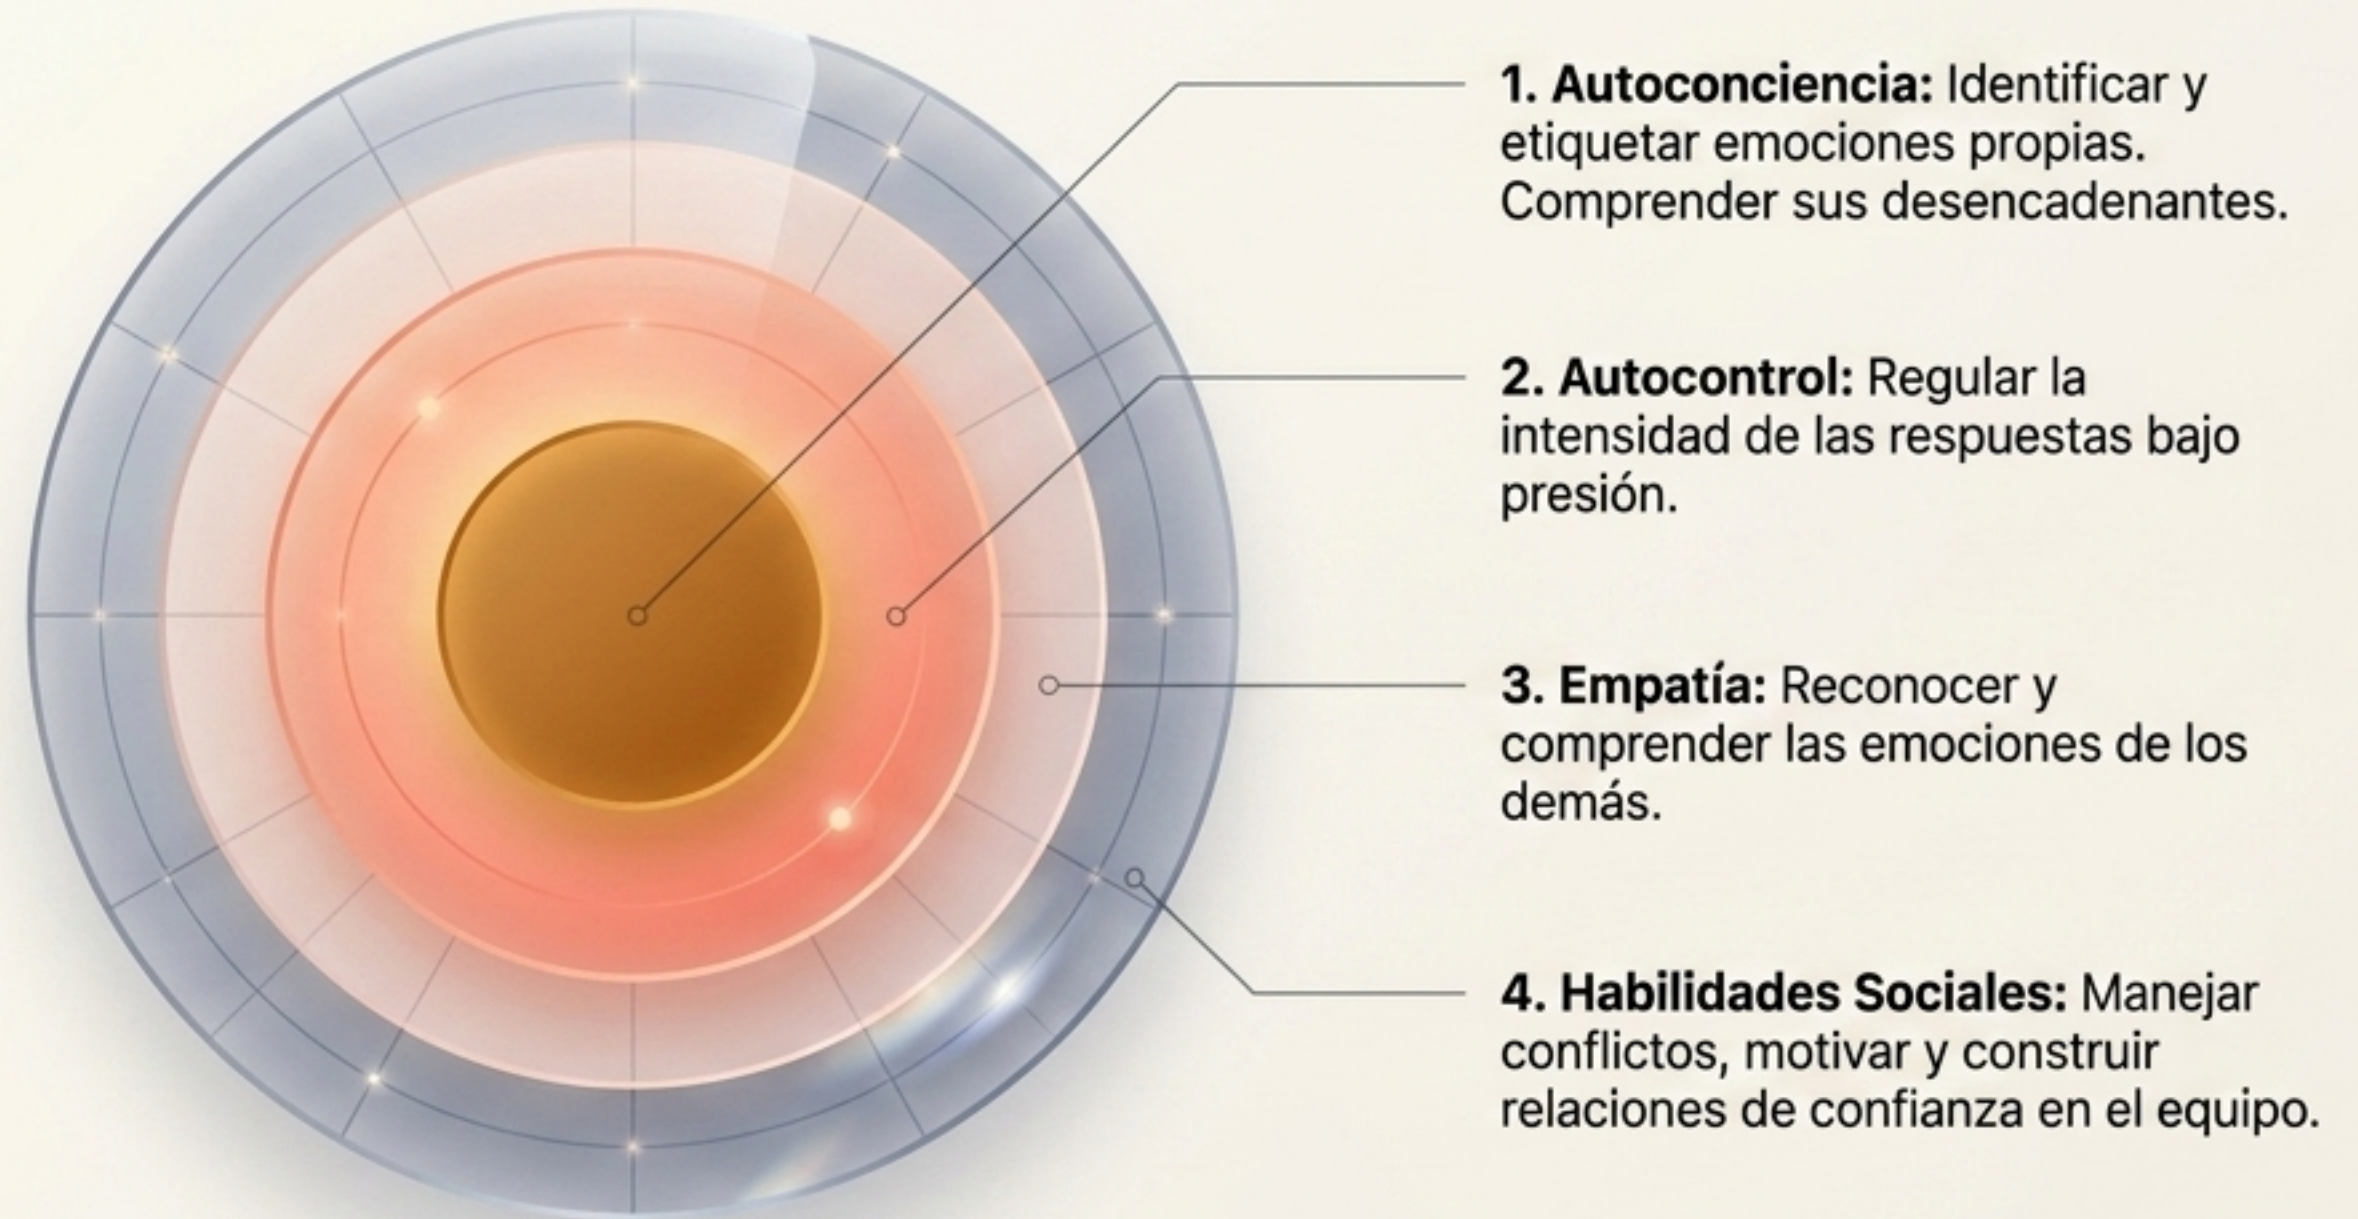 1. Autoconciencia: Identificar y
etiquetar emociones propias.
Comprender sus desencadenantes.
2. Autocontrol: Regular la
intensidad de las respuestas bajo
presión.
3. Empatía: Reconocer y
comprender las emociones de los
demás.
4. Habilidades Sociales: Manejar
conflictos, motivar y construir
relaciones de confianza en el equipo.